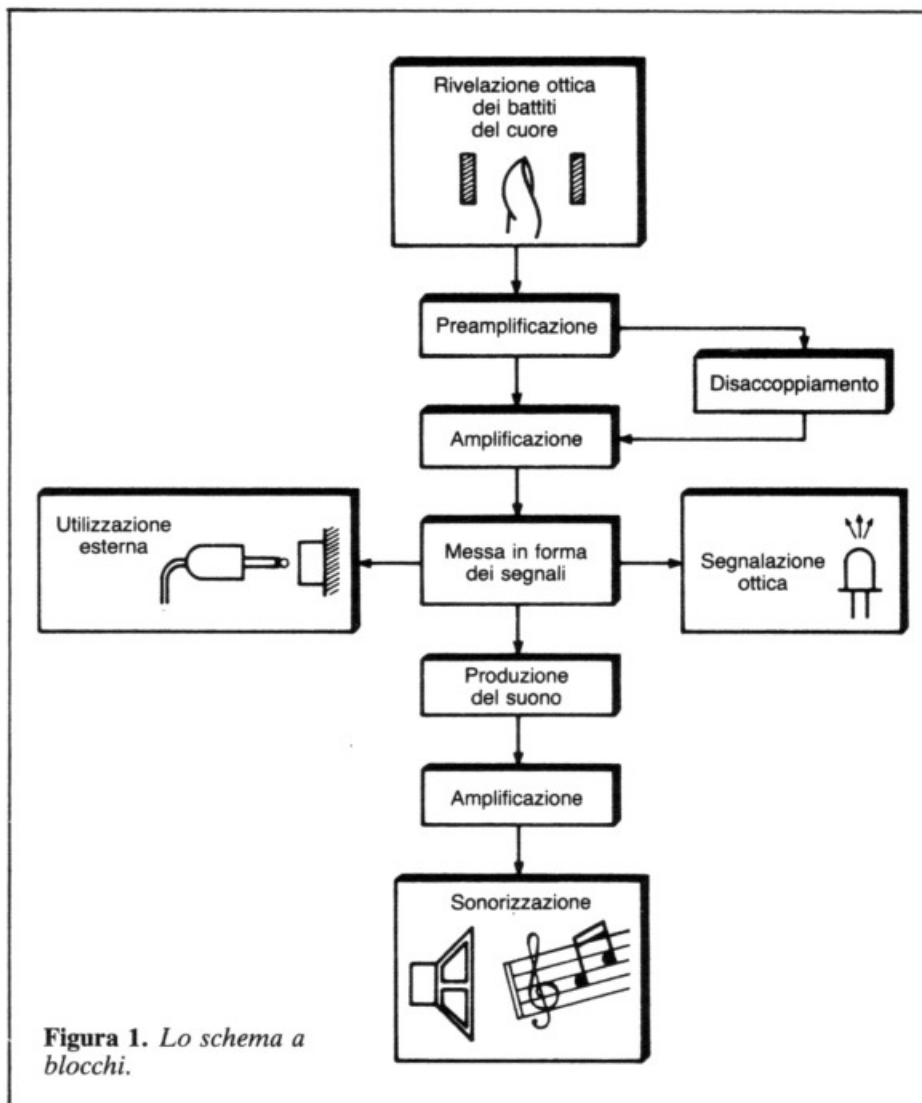 Rivelazione ottica
dei battiti
del cuore
Preamplificazione
Disaccoppiamento
Amplificazione
Utilizzazione
esterna
Messa in forma
dei segnali
Segnalazione
ottica
Produzione
del suono
Amplificazione
Sonorizzazione
Figura 1. Lo schema a
blocchi.